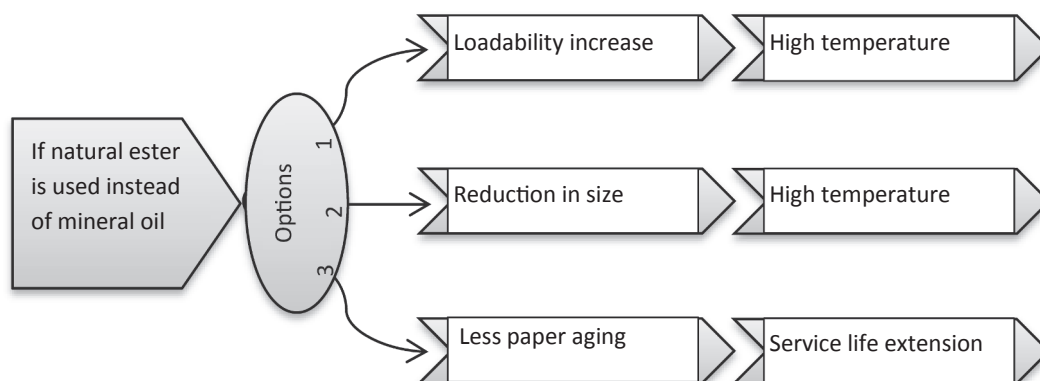 If natural ester
is used instead
of mineral oil
Options
1
Loadability increase
High temperature
2
Reduction in size
High temperature
3
Less paper aging
Service life extension